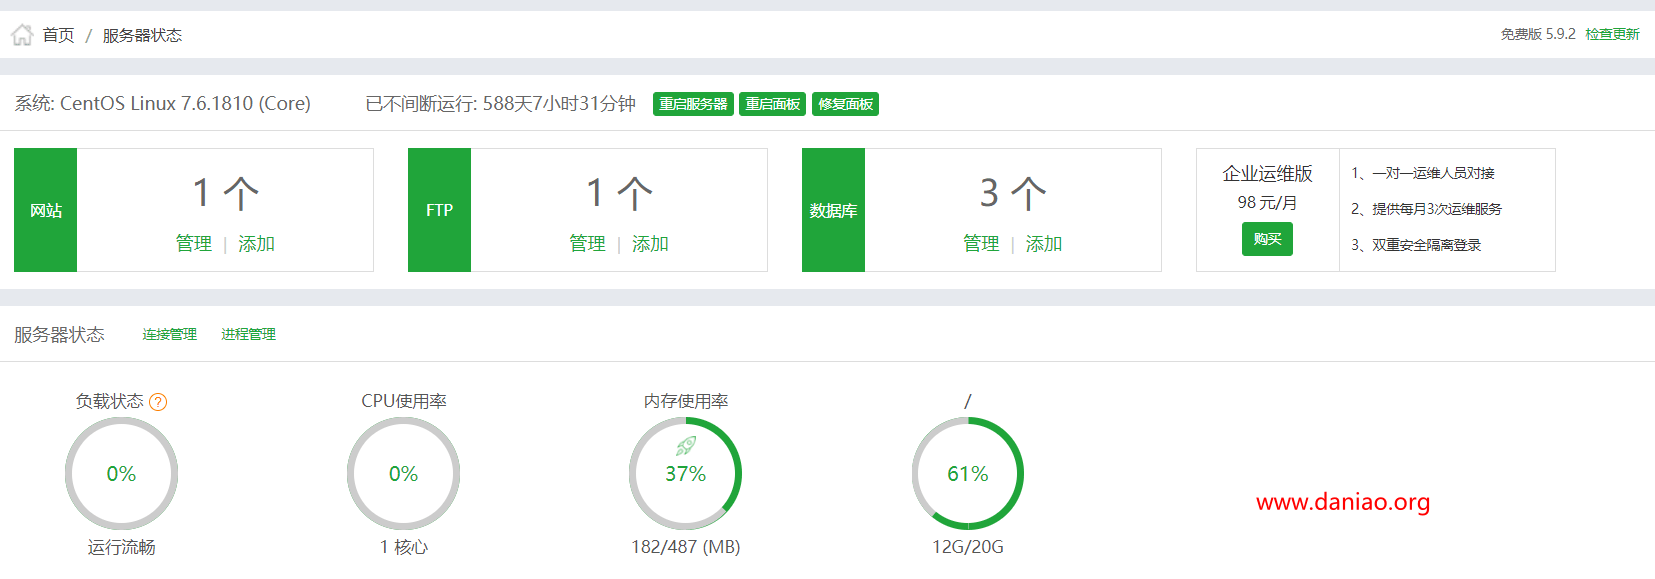 首页 / 服务器状态
免费版 5.9.2 检查更新
系统: CentOS Linux 7.6.1810 (Core) 已不间断运行: 588天7小时31分钟 重启服务器 重启面板 修复面板
网站
1 个
管理 | 添加
FTP
1 个
管理 | 添加
数据库
3 个
管理 | 添加
企业运维版
98 元/月
购买
1、一对一运维人员对接
2、提供每月3次运维服务
3、双重安全隔离登录
服务器状态 连接管理 进程管理
负载状态 ?
0%
运行流畅
CPU使用率
0%
1 核心
内存使用率
37%
182/487 (MB)
/
61%
12G/20G
www.daniao.org